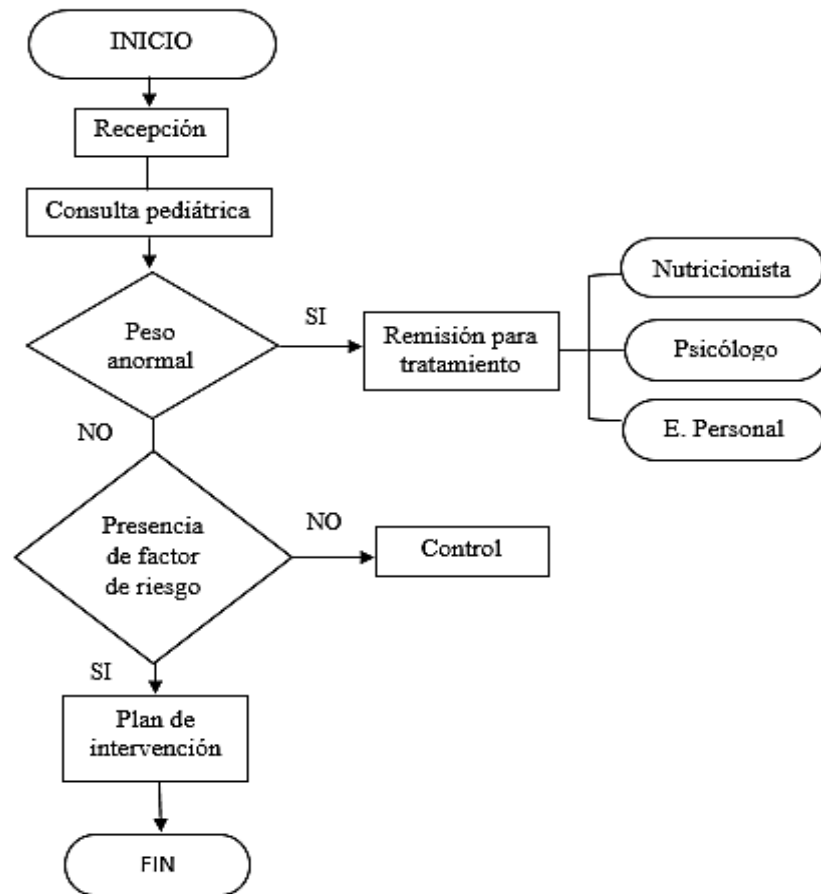 INICIO
Recepción
Consulta pediátrica
Peso
anormal
SI
Remisión para
tratamiento
Nutricionista
Psicólogo
E. Personal
NO
Presencia
de factor
de riesgo
NO
Control
SI
Plan de
intervención
FIN